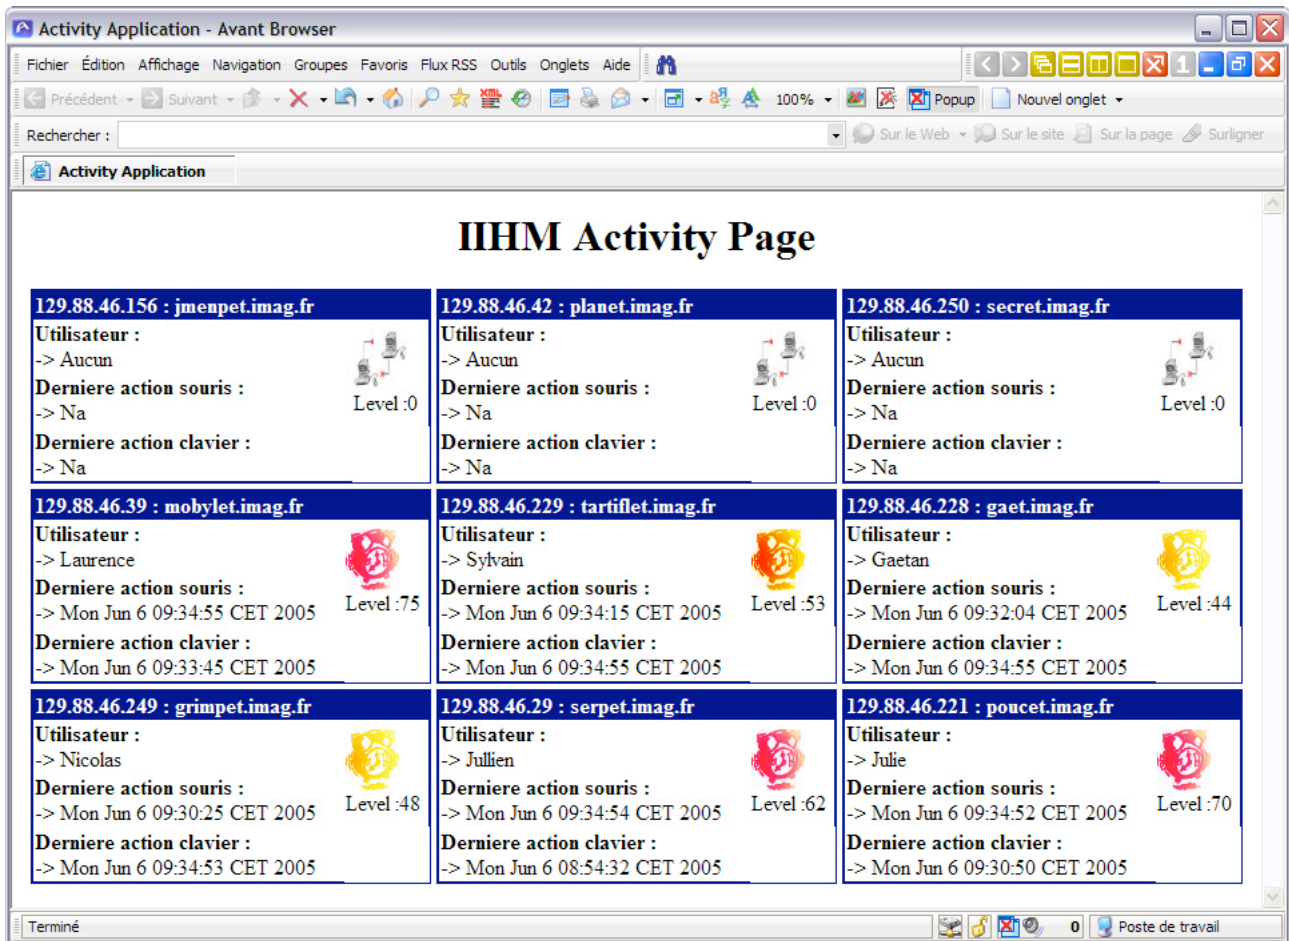 Activity Application - Avant Browser
Fichier Édition Affichage Navigation Groupes Favoris Flux RSS Outils Onglets Aide
1
Précédent Suivant XML 100% Popup Nouvel onglet
Rechercher : Sur le Web Sur le site Sur la page Surligner
Activity Application
IIHM Activity Page
129.88.46.156 : jmenpet.imag.fr
Utilisateur :
-> Aucun
Derniere action souris :
-> Na
Level :0
Derniere action clavier :
-> Na
129.88.46.42 : planet.imag.fr
Utilisateur :
-> Aucun
Derniere action souris :
-> Na
Level :0
Derniere action clavier :
-> Na
129.88.46.250 : secret.imag.fr
Utilisateur :
-> Aucun
Derniere action souris :
-> Na
Level :0
Derniere action clavier :
-> Na
129.88.46.39 : mobylet.imag.fr
Utilisateur :
-> Laurence
Derniere action souris :
-> Mon Jun 6 09:34:55 CET 2005
Level :75
Derniere action clavier :
-> Mon Jun 6 09:33:45 CET 2005
129.88.46.229 : tartiflet.imag.fr
Utilisateur :
-> Sylvain
Derniere action souris :
-> Mon Jun 6 09:34:15 CET 2005
Level :53
Derniere action clavier :
-> Mon Jun 6 09:34:55 CET 2005
129.88.46.228 : gaet.imag.fr
Utilisateur :
-> Gaetan
Derniere action souris :
-> Mon Jun 6 09:32:04 CET 2005
Level :44
Derniere action clavier :
-> Mon Jun 6 09:34:55 CET 2005
129.88.46.249 : grimpet.imag.fr
Utilisateur :
-> Nicolas
Derniere action souris :
-> Mon Jun 6 09:30:25 CET 2005
Level :48
Derniere action clavier :
-> Mon Jun 6 09:34:53 CET 2005
129.88.46.29 : serpet.imag.fr
Utilisateur :
-> Jullien
Derniere action souris :
-> Mon Jun 6 09:34:54 CET 2005
Level :62
Derniere action clavier :
-> Mon Jun 6 08:54:32 CET 2005
129.88.46.221 : poucet.imag.fr
Utilisateur :
-> Julie
Derniere action souris :
-> Mon Jun 6 09:34:52 CET 2005
Level :70
Derniere action clavier :
-> Mon Jun 6 09:30:50 CET 2005
Terminé 0 Poste de travail